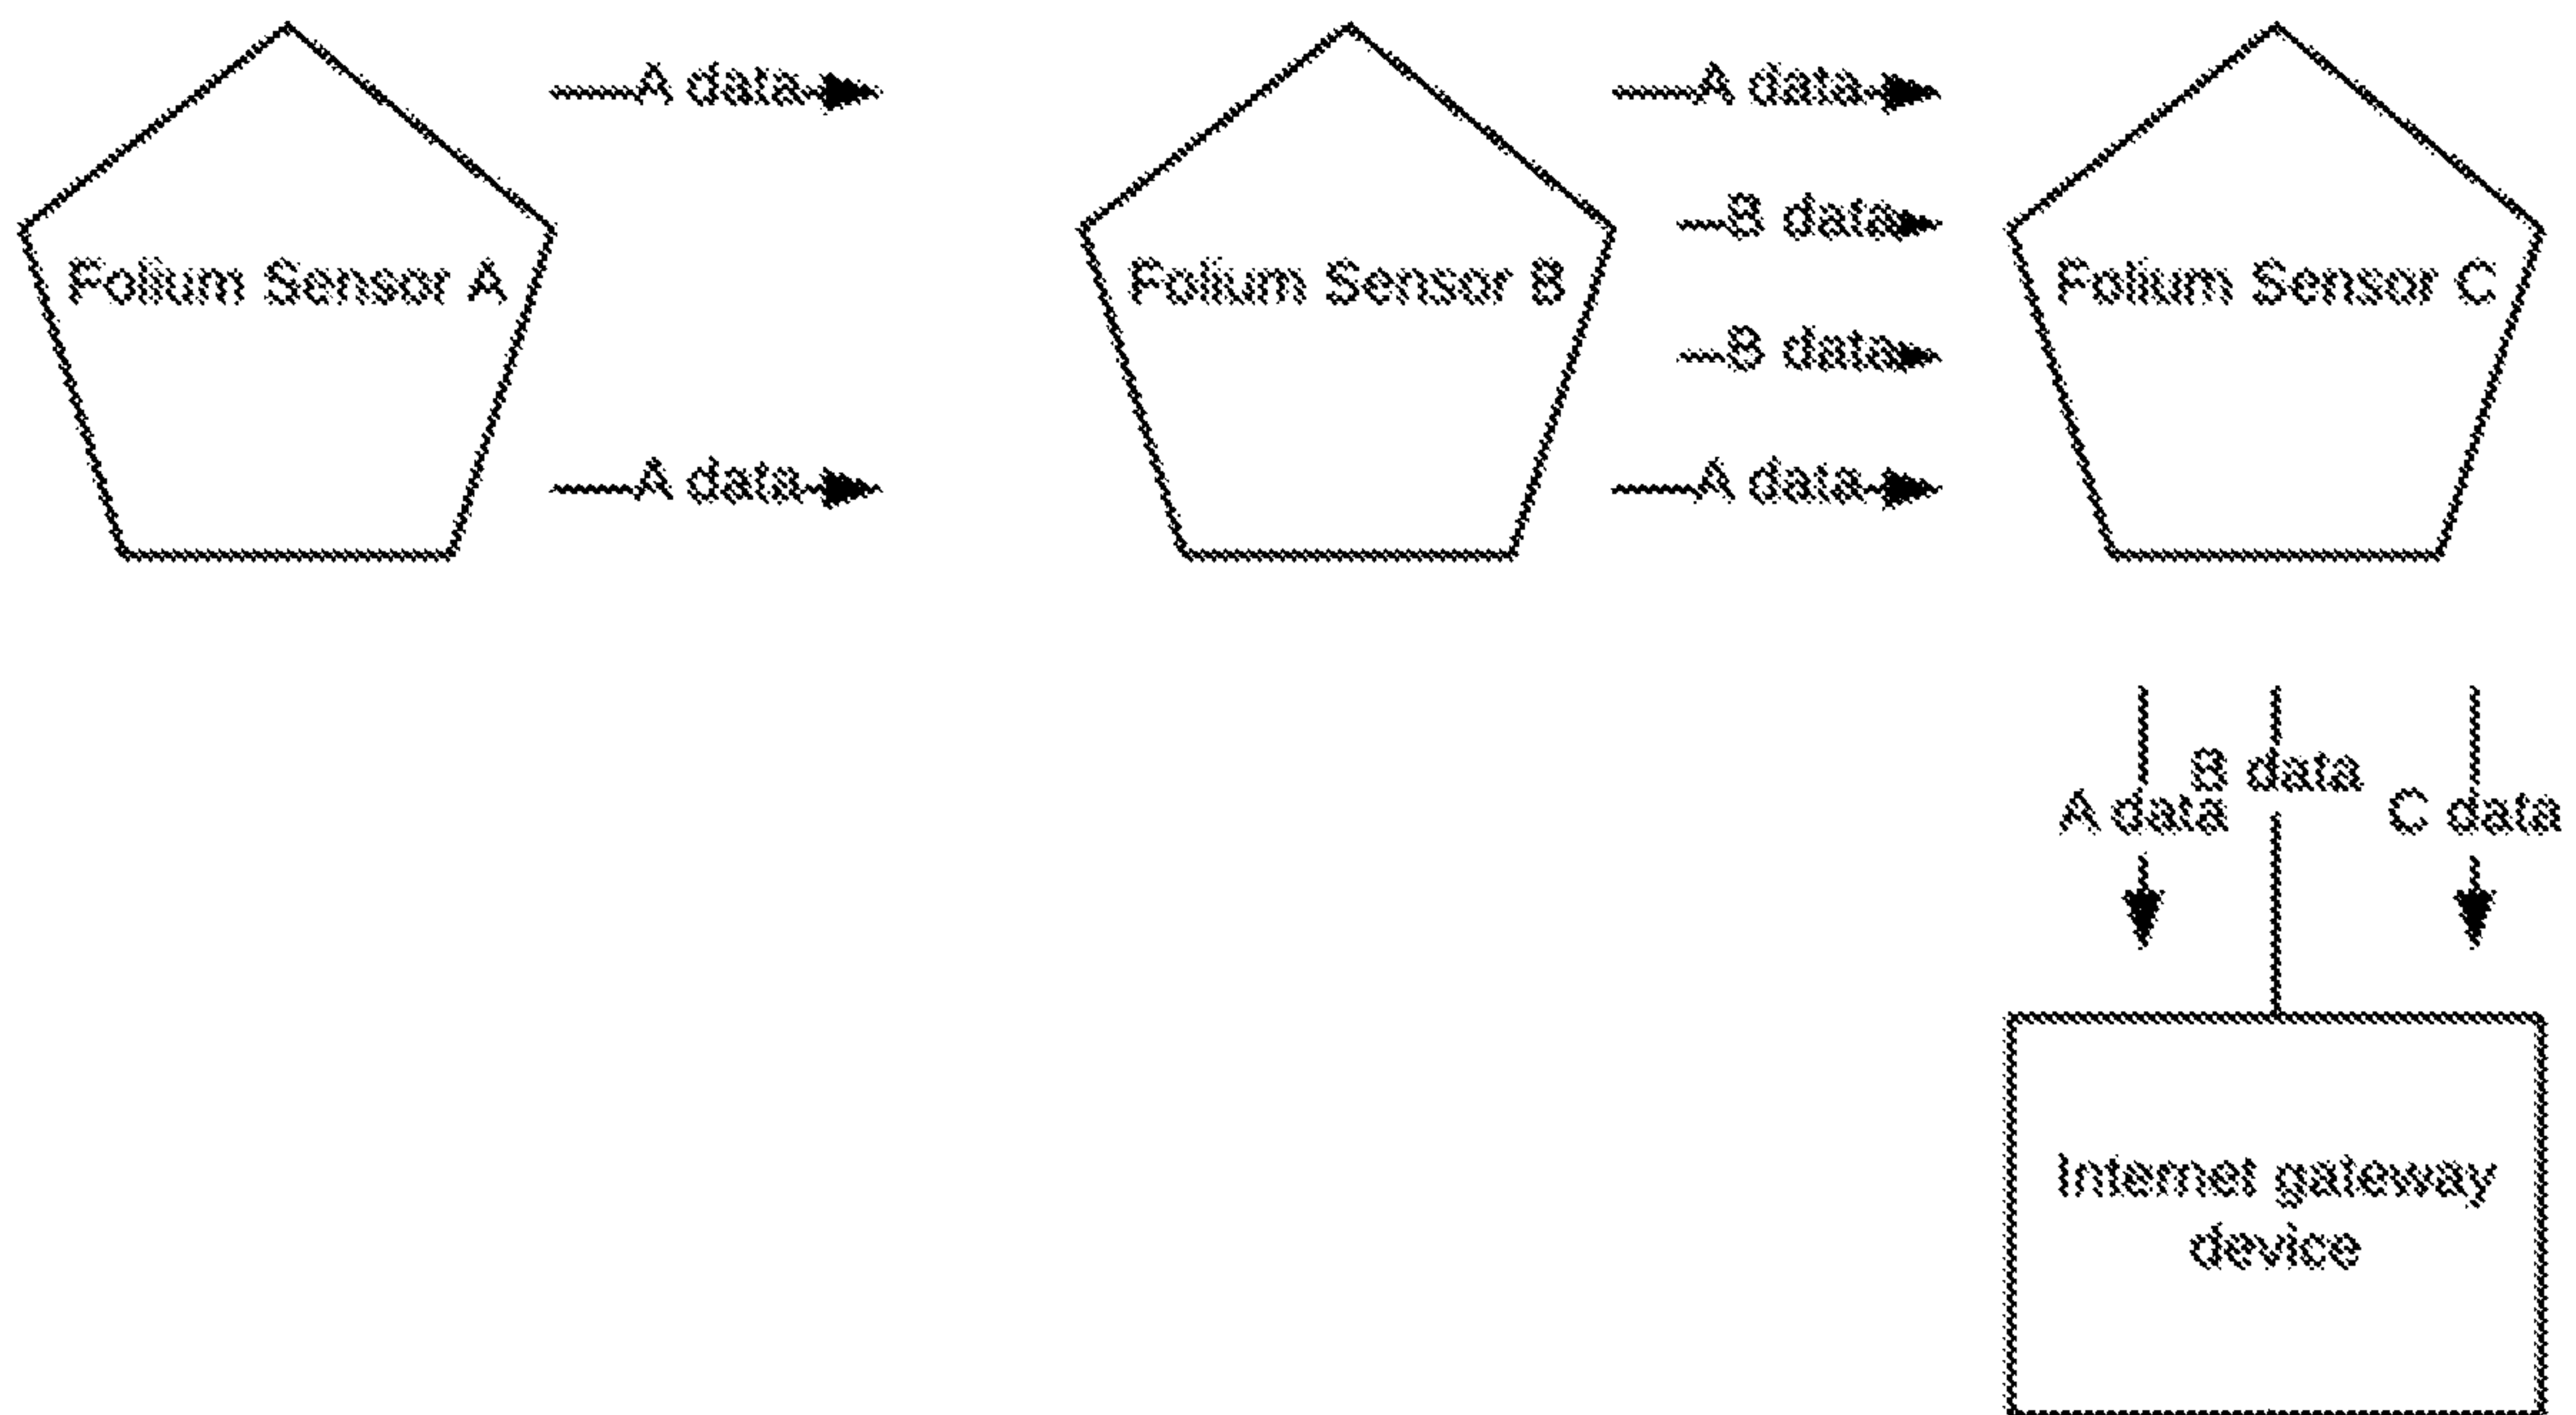 A data
A data
B data
Folium Sensor A
Folium Sensor B
Folium Sensor C
B data
A data
A data
B data
A data
C data
Internet gateway
device